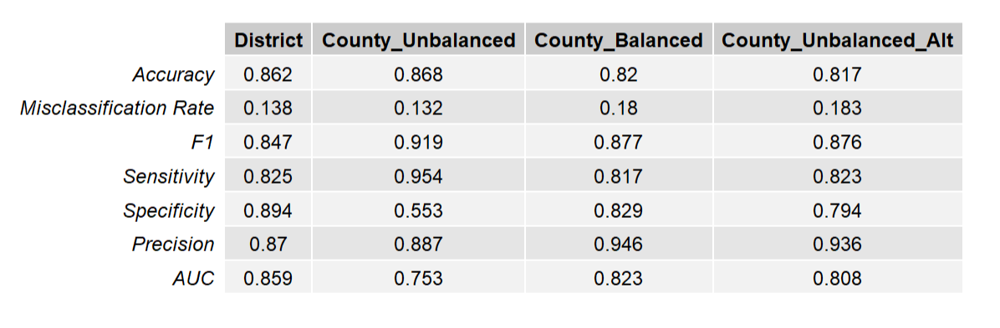 District County_Unbalanced County_Balanced County_Unbalanced_Alt
Accuracy 0.862 0.868 0.82 0.817
Misclassification Rate 0.138 0.132 0.18 0.183
F1 0.847 0.919 0.877 0.876
Sensitivity 0.825 0.954 0.817 0.823
Specificity 0.894 0.553 0.829 0.794
Precision 0.87 0.887 0.946 0.936
AUC 0.859 0.753 0.823 0.808